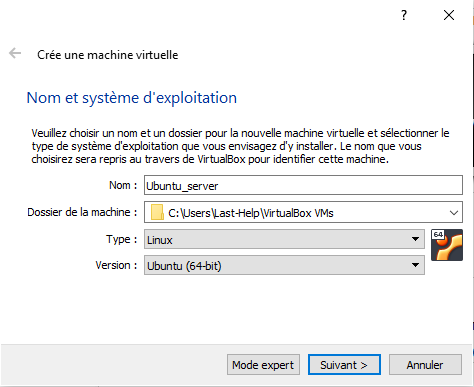 ?
Crée une machine virtuelle
Nom et système d'exploitation
Veuillez choisir un nom et un dossier pour la nouvelle machine virtuelle et sélectionner le
type de système d'exploitation que vous envisagez d'y installer. Le nom que vous
choisirez sera repris au travers de VirtualBox pour identifier cette machine.
Nom : Ubuntu_server
Dossier de la machine : C:\Users\Last-Help\VirtualBox VMs
Type : Linux
64
Version : Ubuntu (64-bit)
Mode expert Suivant > Annuler